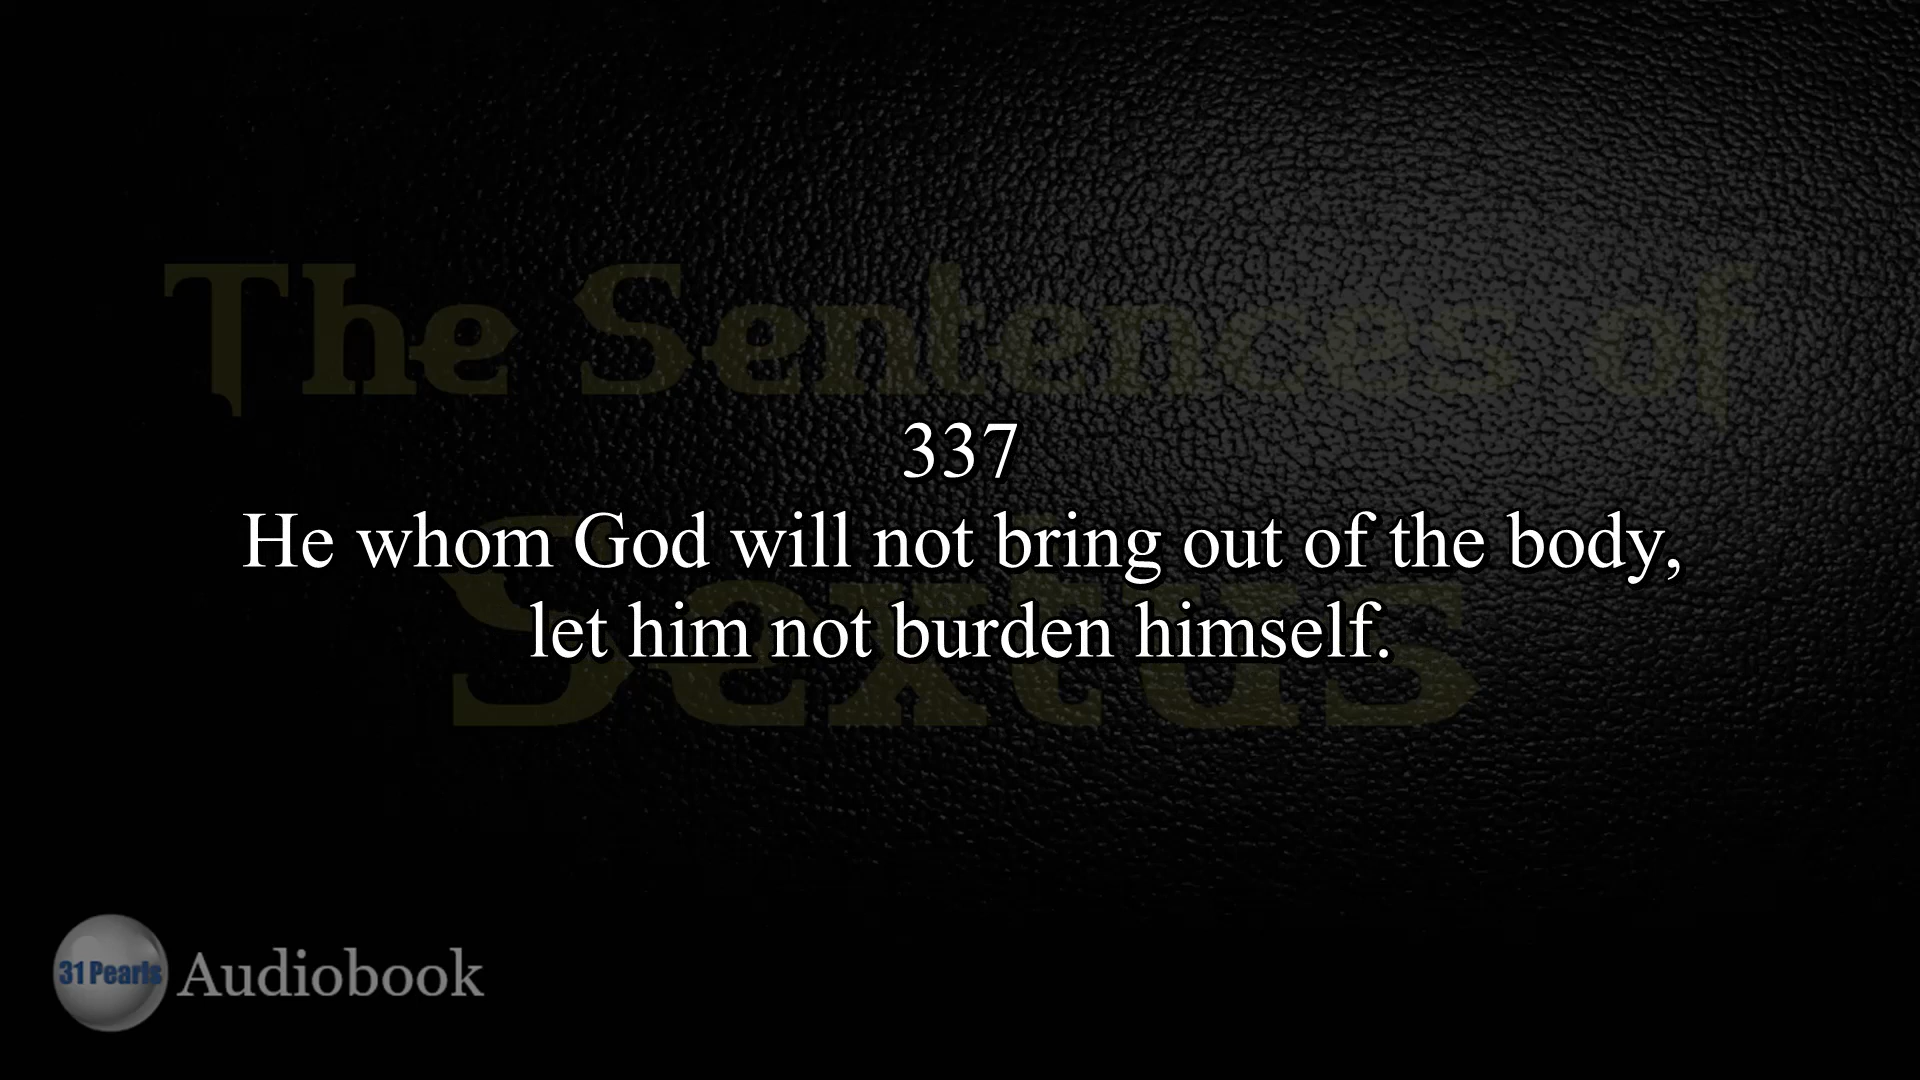 The Sentences of
Sextus
337
He whom God will not bring out of the body,
let him not burden himself.
31 Pearls Audiobook